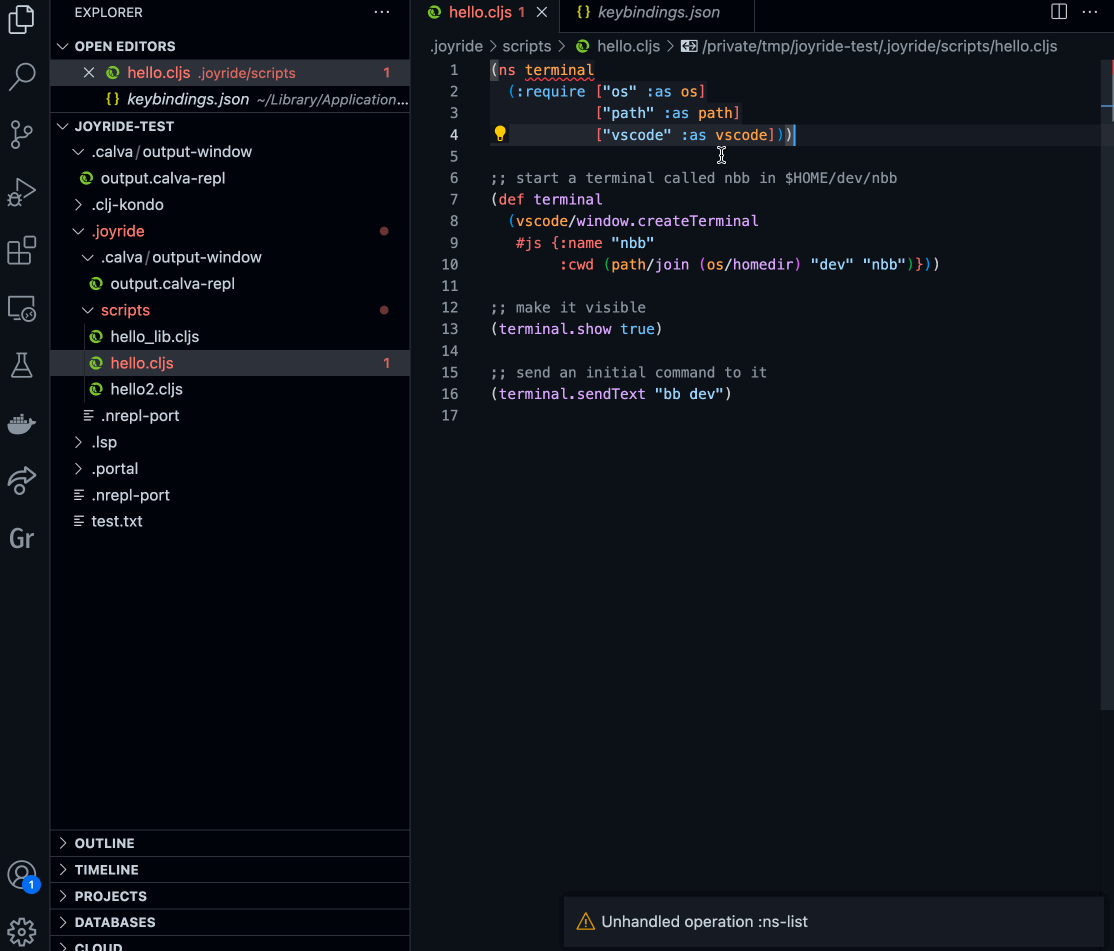 EXPLORER
OPEN EDITORS
hello.cljs .joyride/scripts 1
{} keybindings.json ~/Library/Application...
JOYRIDE-TEST
.calva/output-window
output.calva-repl
.clj-kondo
.joyride
.calva/output-window
output.calva-repl
scripts
hello_lib.cljs
hello.cljs 1
hello2.cljs
.nrepl-port
.lsp
.portal
.nrepl-port
test.txt
Gr
1
OUTLINE
TIMELINE
PROJECTS
DATABASES
CLOUD
hello.cljs 1
{} keybindings.json
.joyride > scripts > hello.cljs > /private/tmp/joyride-test/.joyride/scripts/hello.cljs
1 (ns terminal
2   (:require ["os" :as os]
3             ["path" :as path]
4             ["vscode" :as vscode]))
5
6 ;; start a terminal called nbb in $HOME/dev/nbb
7 (def terminal
8   (vscode/window.createTerminal
9    #js {:name "nbb"
10         :cwd (path/join (os/homedir) "dev" "nbb")}))
11
12 ;; make it visible
13 (terminal.show true)
14
15 ;; send an initial command to it
16 (terminal.sendText "bb dev")
17
Unhandled operation :ns-list